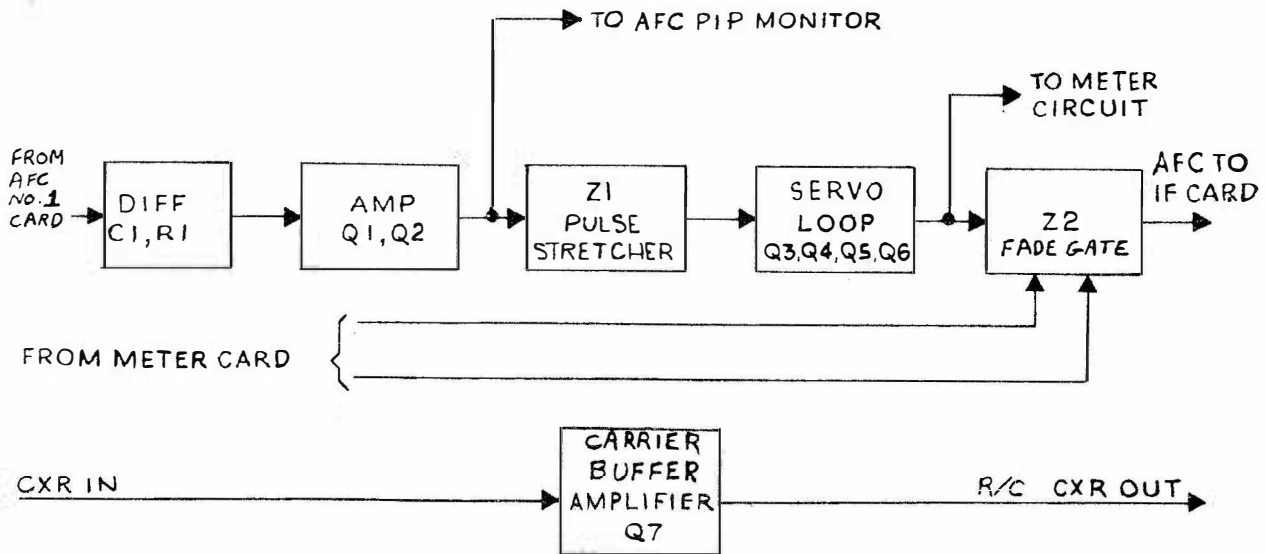 TO AFC PIP MONITOR
TO METER
CIRCUIT
FROM
AFC
NO.1
CARD
DIFF
C1, R1
AMP
Q1, Q2
Z1
PULSE
STRETCHER
SERVO
LOOP
Q3, Q4, Q5, Q6
Z2
FADE GATE
AFC TO
IF CARD
FROM METER CARD
CXR IN
CARRIER
BUFFER
AMPLIFIER
Q7
R/C CXR OUT